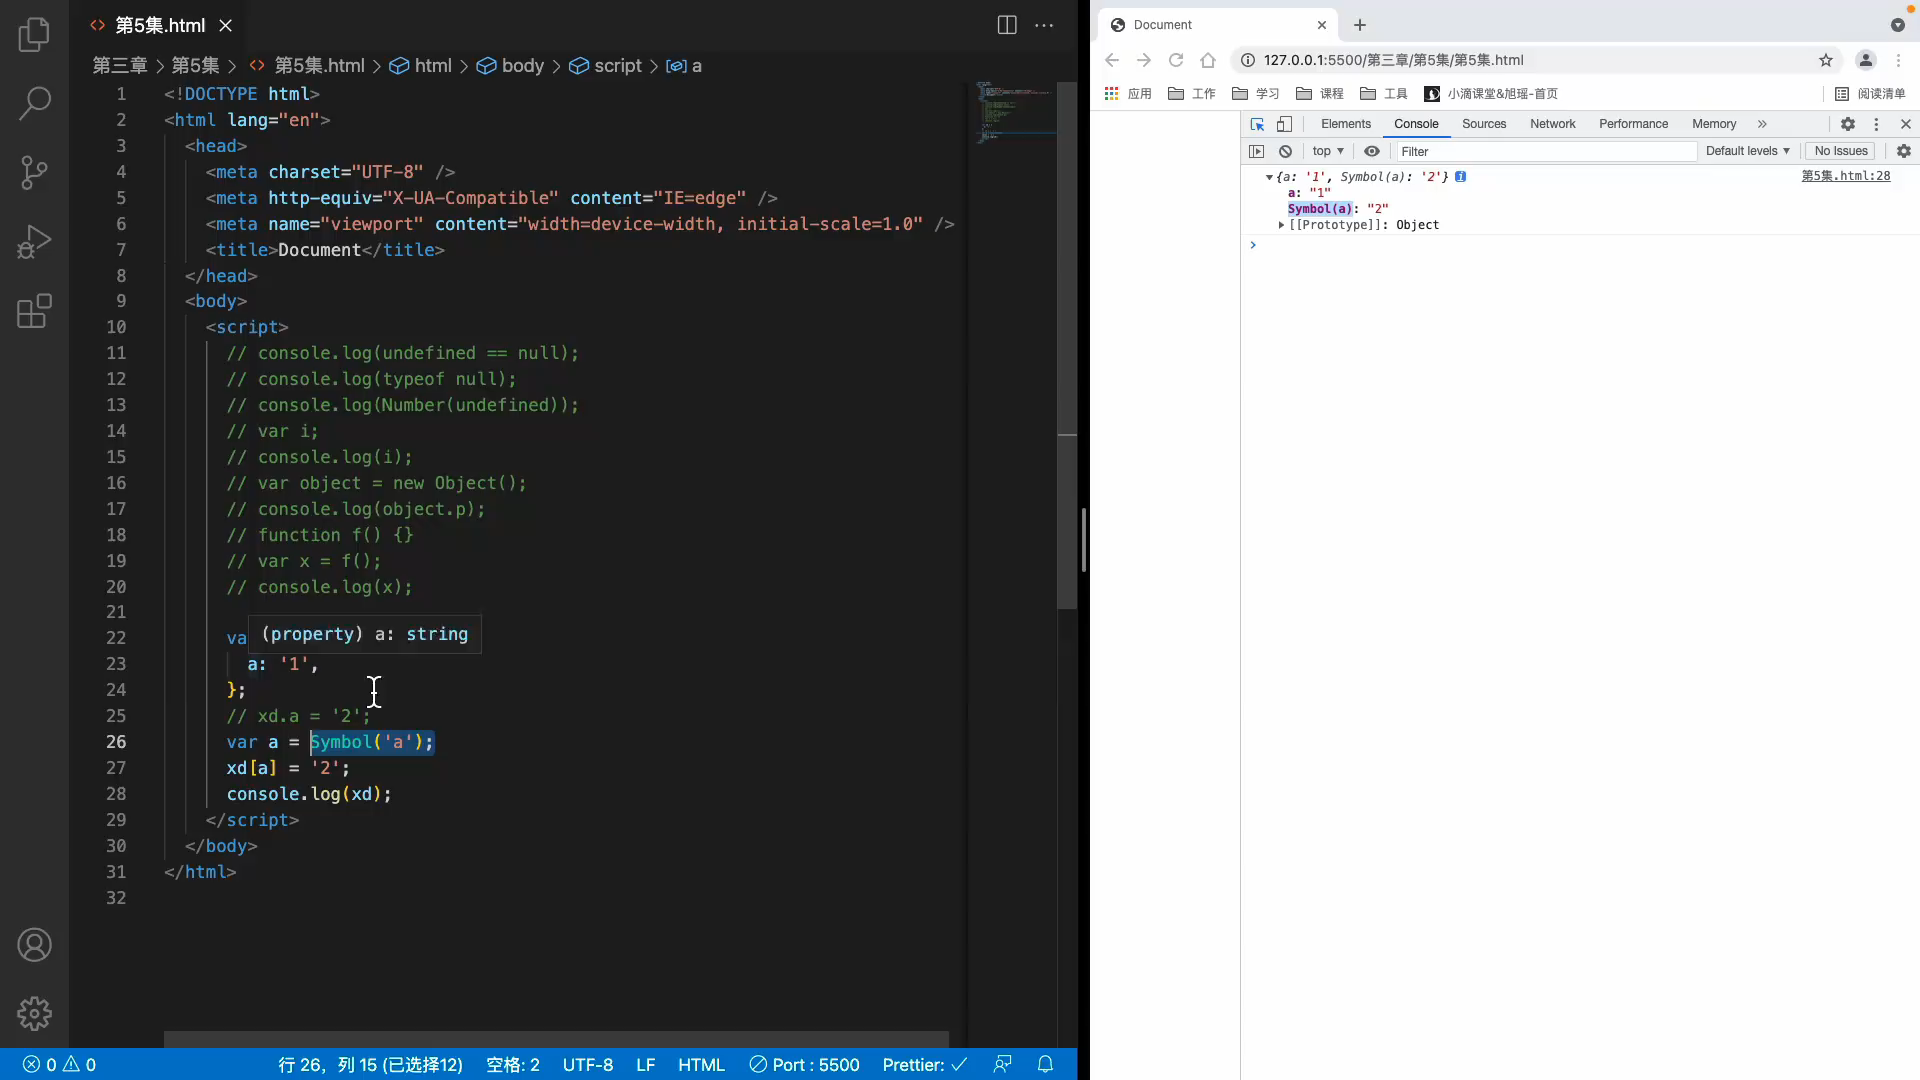 第5集.html
第三章 > 第5集 > 第5集.html > html > body > script > a
1 <!DOCTYPE html>
2 <html lang="en">
3 <head>
4 <meta charset="UTF-8" />
5 <meta http-equiv="X-UA-Compatible" content="IE=edge" />
6 <meta name="viewport" content="width=device-width, initial-scale=1.0" />
7 <title>Document</title>
8 </head>
9 <body>
10 <script>
11 // console.log(undefined == null);
12 // console.log(typeof null);
13 // console.log(Number(undefined));
14 // var i;
15 // console.log(i);
16 // var object = new Object();
17 // console.log(object.p);
18 // function f() {}
19 // var x = f();
20 // console.log(x);
21
22 va
(property) a: string
23 a: '1',
24 };
25 // xd.a = '2';
26 var a = Symbol('a');
27 xd[a] = '2';
28 console.log(xd);
29 </script>
30 </body>
31 </html>
32
0 0 行 26，列 15 (已选择12) 空格: 2 UTF-8 LF HTML Port : 5500 Prettier: ✓
Document
127.0.0.1:5500/第三章/第5集/第5集.html
应用 工作 学习 课程 工具 小滴课堂&旭瑶-首页 阅读清单
Elements Console Sources Network Performance Memory »
top ▼ Filter Default levels ▼ No Issues
{a: '1', Symbol(a): '2'} i 第5集.html:28
a: "1"
Symbol(a): "2"
[[Prototype]]: Object
>